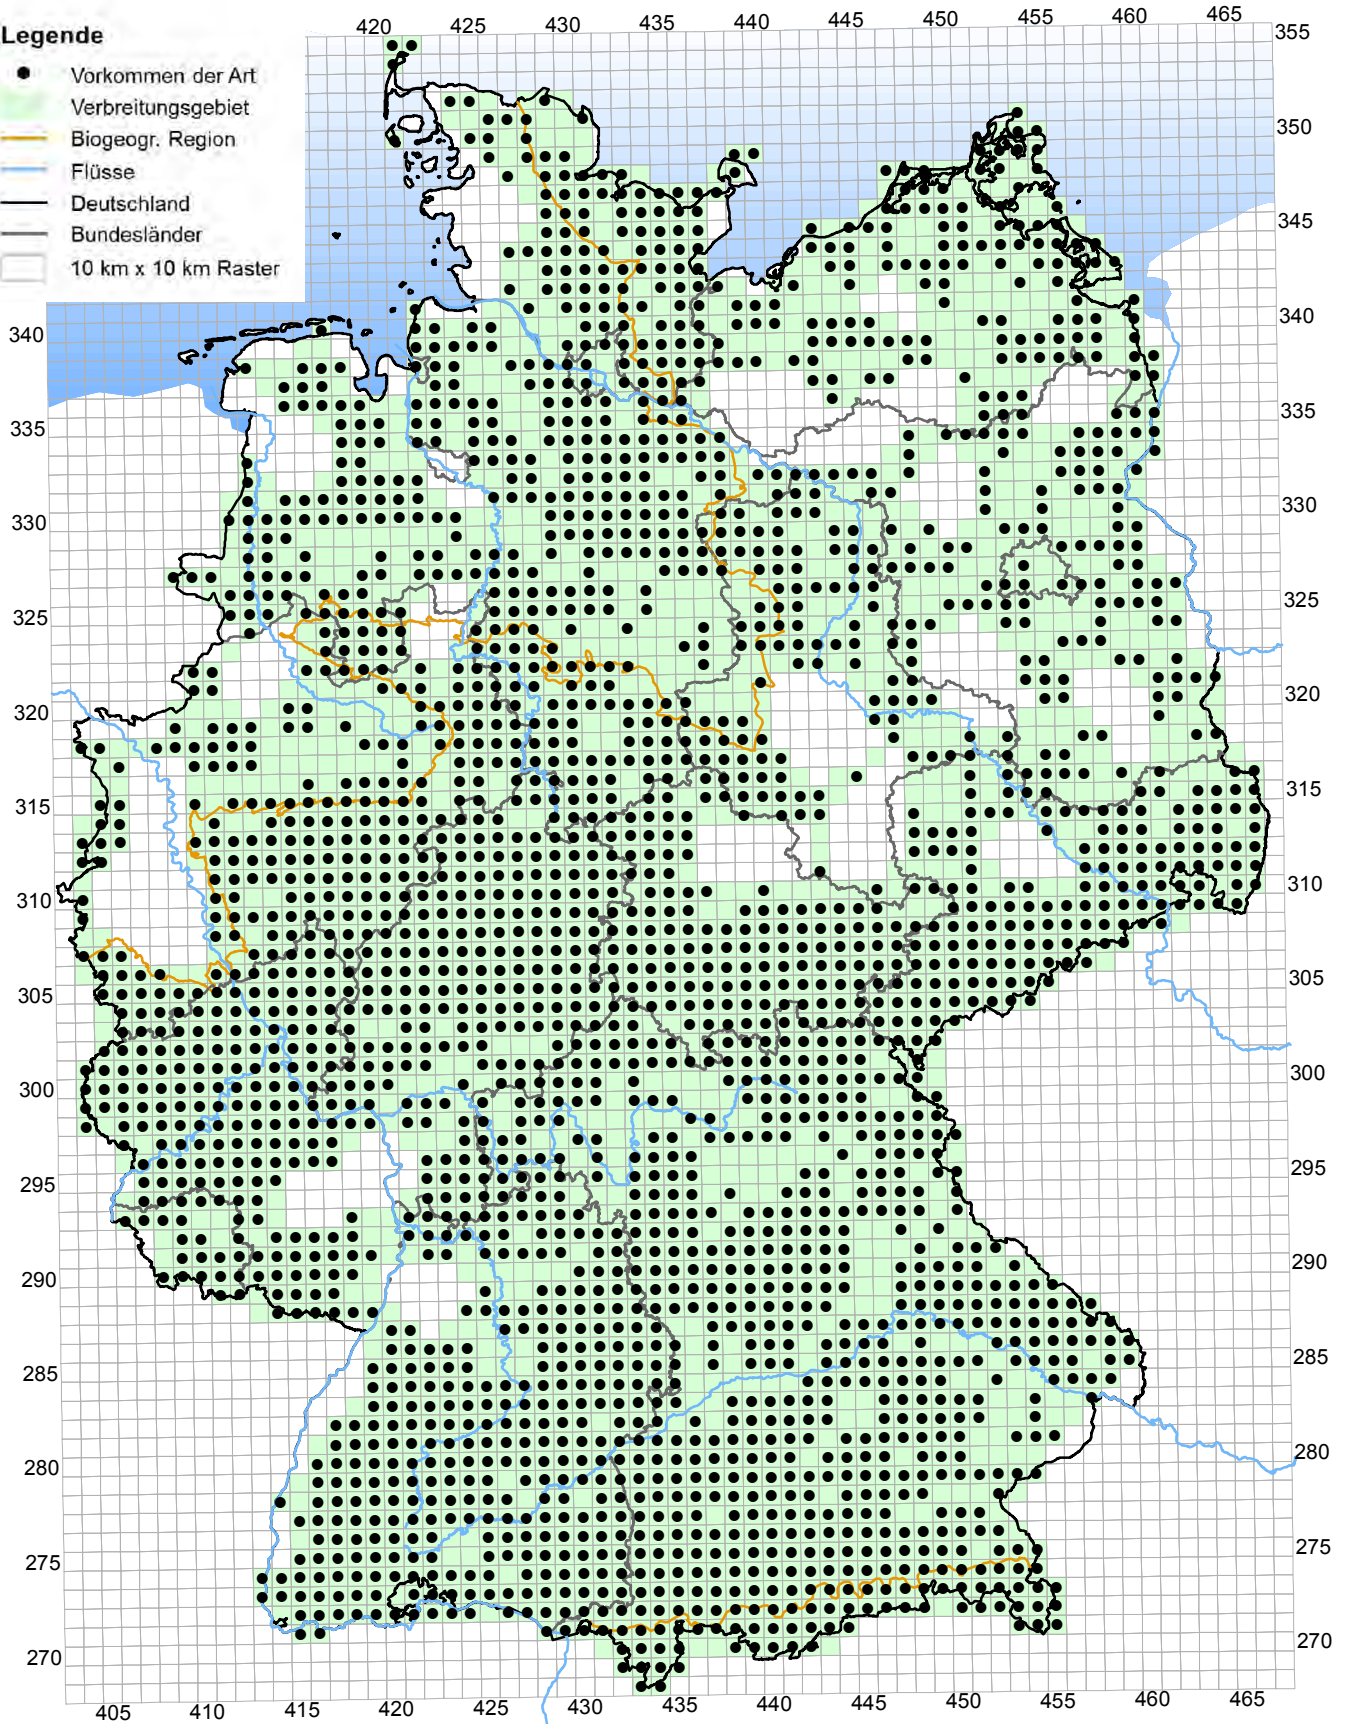 Legende
Vorkommen der Art
Verbreitungsgebiet
Biogeogr. Region
Flüsse
Deutschland
Bundesländer
10 km x 10 km Raster
420 425 430 435 440 445 450 455 460 465
355
350
345
340 340
335 335
330 330
325 325
320 320
315 315
310 310
305 305
300 300
295 295
290 290
285 285
280 280
275 275
270 270
405 410 415 420 425 430 435 440 445 450 455 460 465